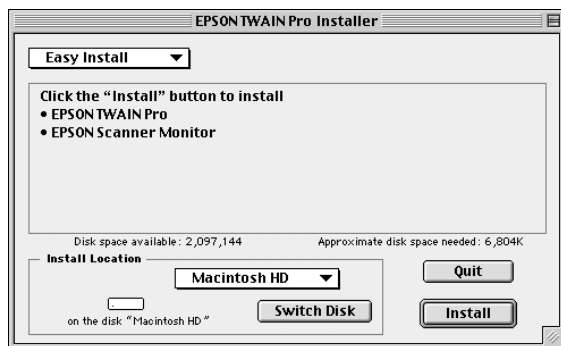 EPSON TWAIN Pro Installer
Easy Install
Click the “Install” button to install
• EPSON TWAIN Pro
• EPSON Scanner Monitor
Disk space available: 2,097,144
Approximate disk space needed: 6,804K
Install Location
Macintosh HD
Quit
on the disk “Macintosh HD”
Switch Disk
Install